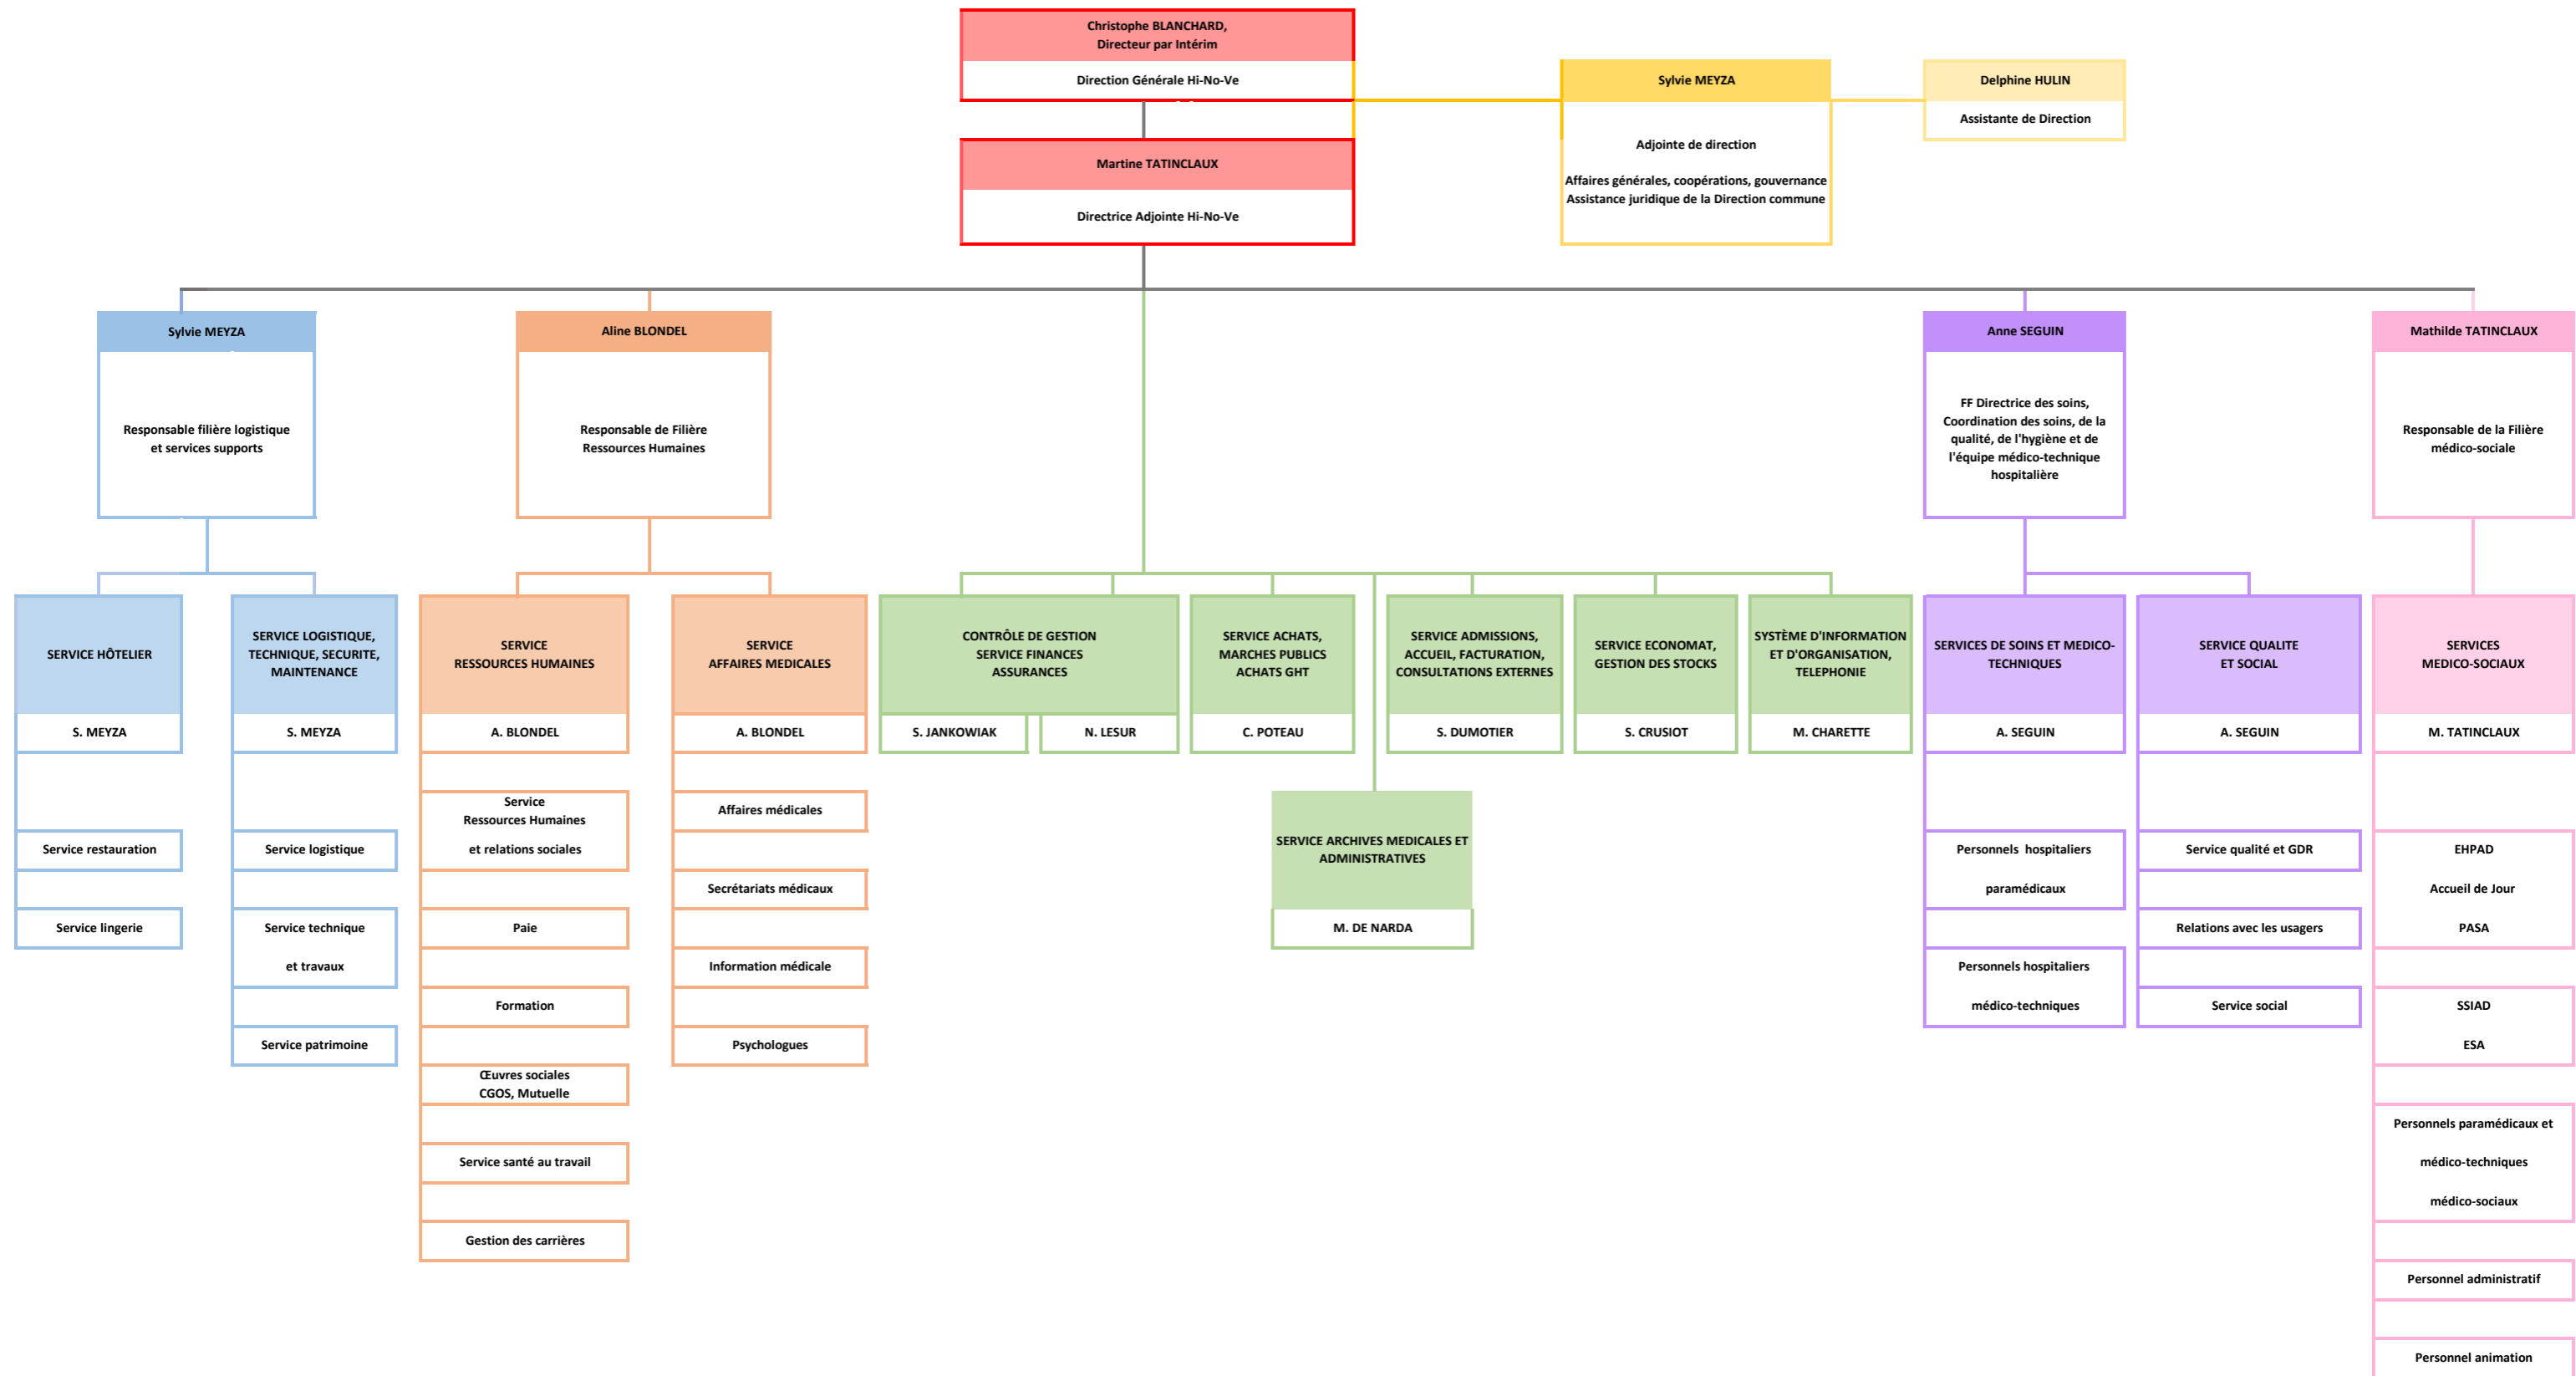 Christophe BLANCHARD,
Directeur par Intérim
Direction Générale Hi-No-Ve
Sylvie MEYZA
Adjointe de direction
Affaires générales, coopérations, gouvernance
Assistance juridique de la Direction commune
Delphine HULIN
Assistante de Direction
Martine TATINCLAUX
Directrice Adjointe Hi-No-Ve
Sylvie MEYZA
Responsable filière logistique
et services supports
Aline BLONDEL
Responsable de Filière
Ressources Humaines
Anne SEGUIN
FF Directrice des soins,
Coordination des soins, de la
qualité, de l'hygiène et de
l'équipe médico-technique
hospitalière
Mathilde TATINCLAUX
Responsable de la Filière
médico-sociale
SERVICE HÔTELIER
S. MEYZA
Service restauration
Service lingerie
SERVICE LOGISTIQUE,
TECHNIQUE, SECURITE,
MAINTENANCE
S. MEYZA
Service logistique
Service technique
et travaux
Service patrimoine
SERVICE
RESSOURCES HUMAINES
A. BLONDEL
Service
Ressources Humaines
et relations sociales
Paie
Formation
Œuvres sociales
CGOS, Mutuelle
Service santé au travail
Gestion des carrières
SERVICE
AFFAIRES MEDICALES
A. BLONDEL
Affaires médicales
Secrétariats médicaux
Information médicale
Psychologues
CONTRÔLE DE GESTION
SERVICE FINANCES
ASSURANCES
S. JANKOWIAK
N. LESUR
SERVICE ACHATS,
MARCHES PUBLICS
ACHATS GHT
C. POTEAU
SERVICE ARCHIVES MEDICALES ET
ADMINISTRATIVES
M. DE NARDA
SERVICE ADMISSIONS,
ACCUEIL, FACTURATION,
CONSULTATIONS EXTERNES
S. DUMOTIER
SERVICE ECONOMAT,
GESTION DES STOCKS
S. CRUSIOT
SYSTÈME D'INFORMATION
ET D'ORGANISATION,
TELEPHONIE
M. CHARETTE
SERVICES DE SOINS ET MEDICO-
TECHNIQUES
A. SEGUIN
Personnels hospitaliers
paramédicaux
Personnels hospitaliers
médico-techniques
SERVICE QUALITE
ET SOCIAL
A. SEGUIN
Service qualité et GDR
Relations avec les usagers
Service social
SERVICES
MEDICO-SOCIAUX
M. TATINCLAUX
EHPAD
Accueil de Jour
PASA
SSIAD
ESA
Personnels paramédicaux et
médico-techniques
médico-sociaux
Personnel administratif
Personnel animation